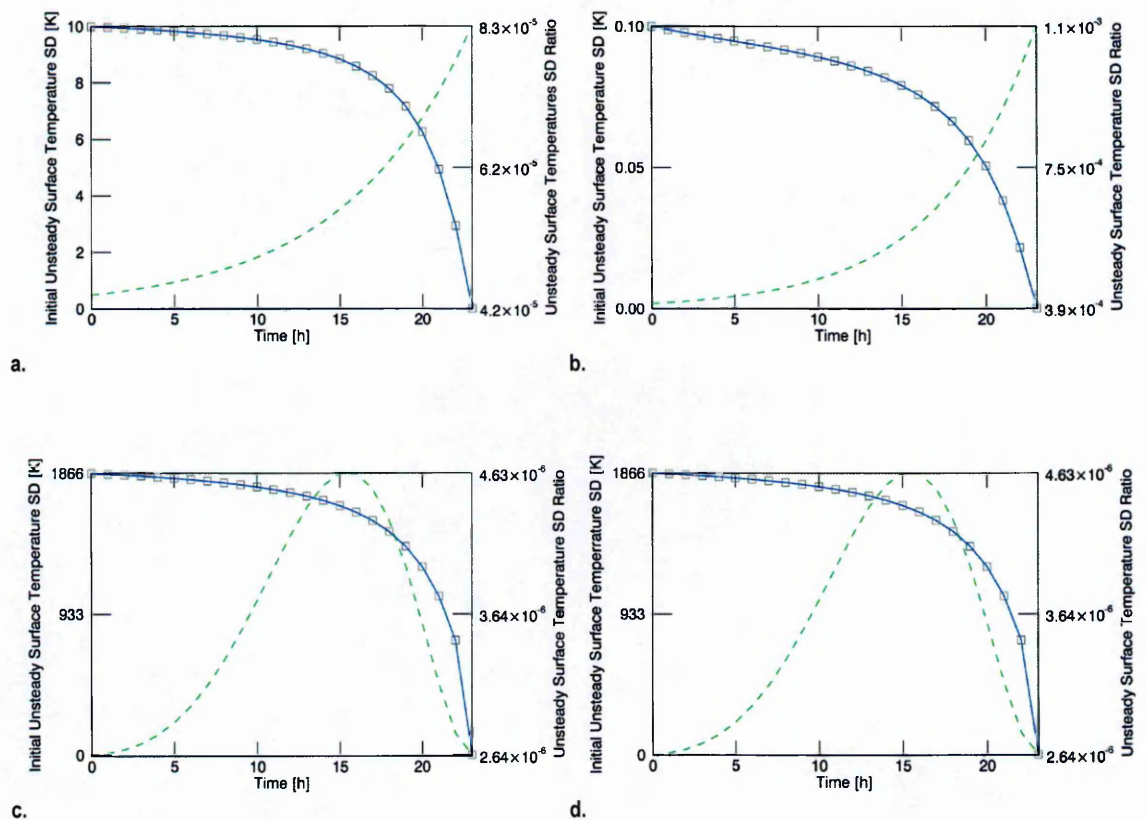 Initial Unsteady Surface Temperature SD [K]
10
8
6
4
2
0
0
5
10
15
20
Time [h]
8.3×10⁻⁵
6.2×10⁻⁵
4.2×10⁻⁵
Unsteady Surface Temperatures SD Ratio
a.
Initial Unsteady Surface Temperature SD [K]
0.10
0.05
0.00
0
5
10
15
20
Time [h]
1.1×10⁻³
7.5×10⁻⁴
3.9×10⁻⁴
Unsteady Surface Temperatures SD Ratio
b.
Initial Unsteady Surface Temperature SD [K]
1866
933
0
0
5
10
15
20
Time [h]
4.63×10⁻⁶
3.64×10⁻⁶
2.64×10⁻⁶
Unsteady Surface Temperature SD Ratio
c.
Initial Unsteady Surface Temperrature SD [K]
1866
933
0
0
5
10
15
20
Time [h]
4.63×10⁻⁶
3.64×10⁻⁶
2.64×10⁻⁶
Unsteady Surface Temperature SD Ratio
d.